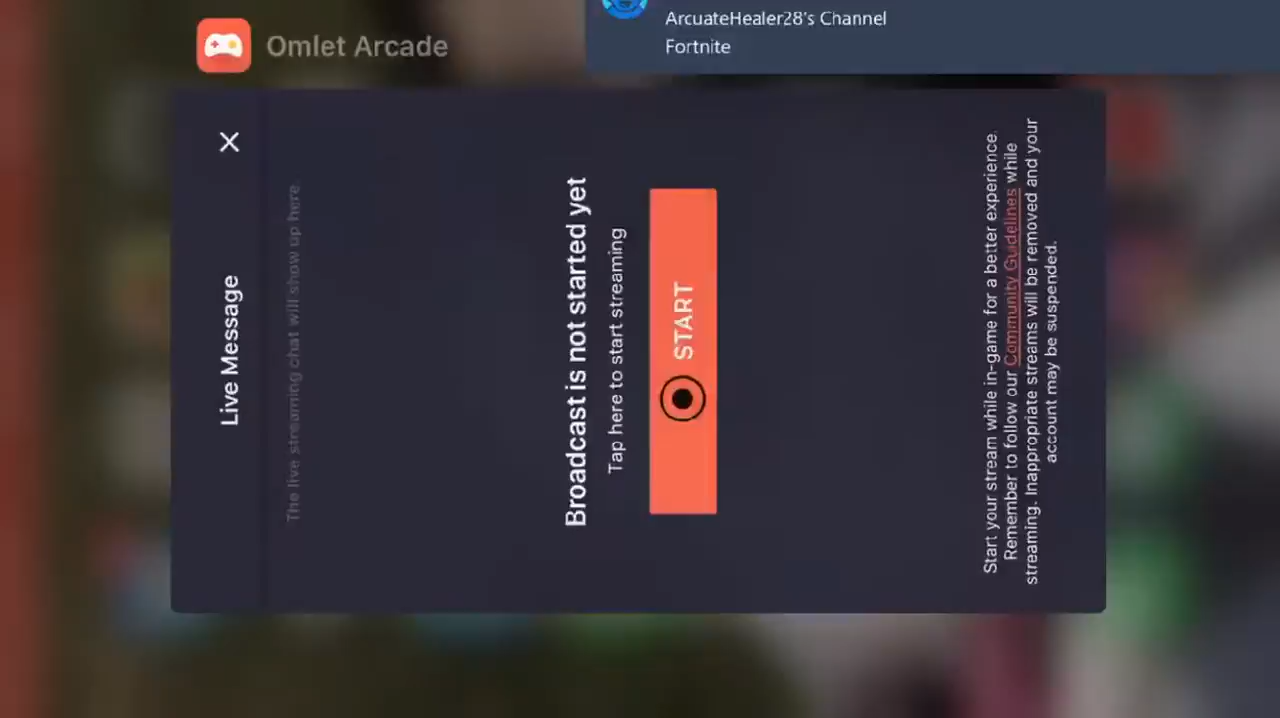 Omlet Arcade
ArcuateHealer28's Channel
Fortnite
Live Message
The live streaming chat will show up here
Broadcast is not started yet
Tap here to start streaming
START
Start your stream while in-game for a better experience.
Remember to follow our Community Guidelines while
streaming. Inappropriate streams will be removed and your
account may be suspended.